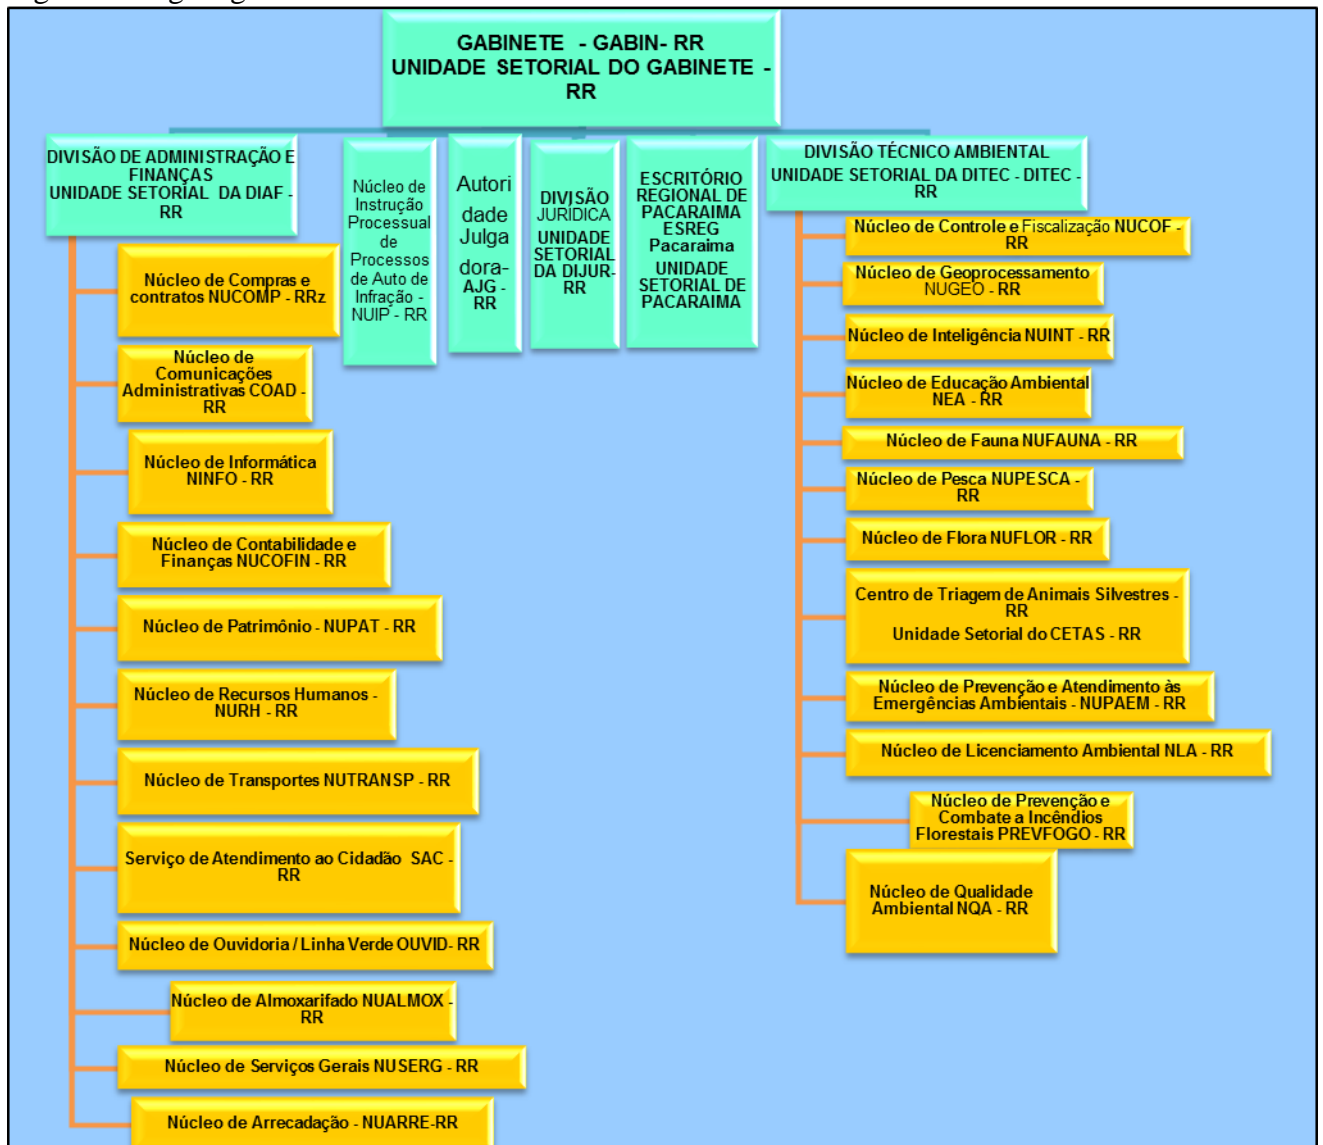 GABINETE - GABIN- RR
UNIDADE SETORIAL DO GABINETE -
RR
DIVISÃO DE ADMINISTRAÇÃO E
FINANÇAS
UNIDADE SETORIAL DA DIAF -
RR
Núcleo de
Instrução
Processual
de
Processos
de Auto de
Infração -
NUIP - RR
Autori
dade
Julga
dora-
AJG -
RR
DIVISÃO
JURÍDICA
UNIDADE
SETORIAL
DA DIJUR-
RR
ESCRITÓRIO
REGIONAL DE
PACARAIMA
ESREG
Pacaraima
UNIDADE
SETORIAL DE
PACARAIMA
DIVISÃO TÉCNICO AMBIENTAL
UNIDADE SETORIAL DA DITEC - DITEC -
RR
Núcleo de Compras e
contratos NUCOMP - RRz
Núcleo de
Comunicações
Administrativas COAD -
RR
Núcleo de Informática
NINFO - RR
Núcleo de Contabilidade e
Finanças NUCOFIN - RR
Núcleo de Patrimônio - NUPAT - RR
Núcleo de Recursos Humanos -
NURH - RR
Núcleo de Transportes NUTRANSP - RR
Serviço de Atendimento ao Cidadão SAC -
RR
Núcleo de Ouvidoria / Linha Verde OUVID- RR
Núcleo de Almoxarifado NUALMOX -
RR
Núcleo de Serviços Gerais NUSERG - RR
Núcleo de Arrecadação - NUARRE-RR
Núcleo de Controle e Fiscalização NUCOF -
RR
Núcleo de Geoprocessamento
NUGEO - RR
Núcleo de Inteligência NUINT - RR
Núcleo de Educação Ambiental
NEA - RR
Núcleo de Fauna NUFAUNA - RR
Núcleo de Pesca NUPESCA -
RR
Núcleo de Flora NUFLOR - RR
Centro de Triagem de Animais Silvestres -
RR
Unidade Setorial do CETAS - RR
Núcleo de Prevenção e Atendimento às
Emergências Ambientais - NUPAEM - RR
Núcleo de Licenciamento Ambiental NLA - RR
Núcleo de Prevenção e
Combate a Incêndios
Florestais PREVFOGO - RR
Núcleo de Qualidade
Ambiental NQA - RR